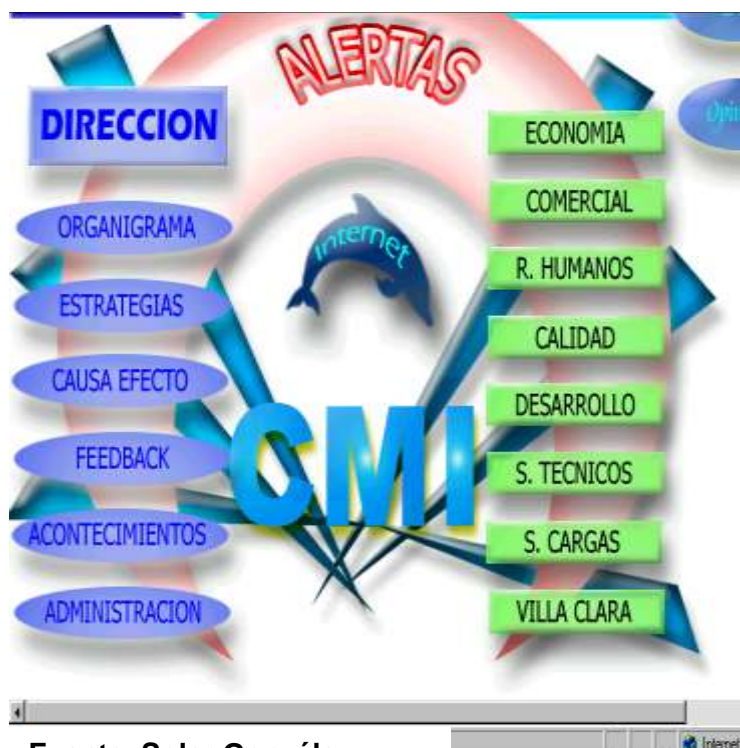 ALERTAS
DIRECCION
ORGANIGRAMA
ESTRATEGIAS
CAUSA EFECTO
FEEDBACK
ACONTECIMIENTOS
ADMINISTRACION
Internet
CMI
ECONOMIA
COMERCIAL
R. HUMANOS
CALIDAD
DESARROLLO
S. TECNICOS
S. CARGAS
VILLA CLARA
Internet